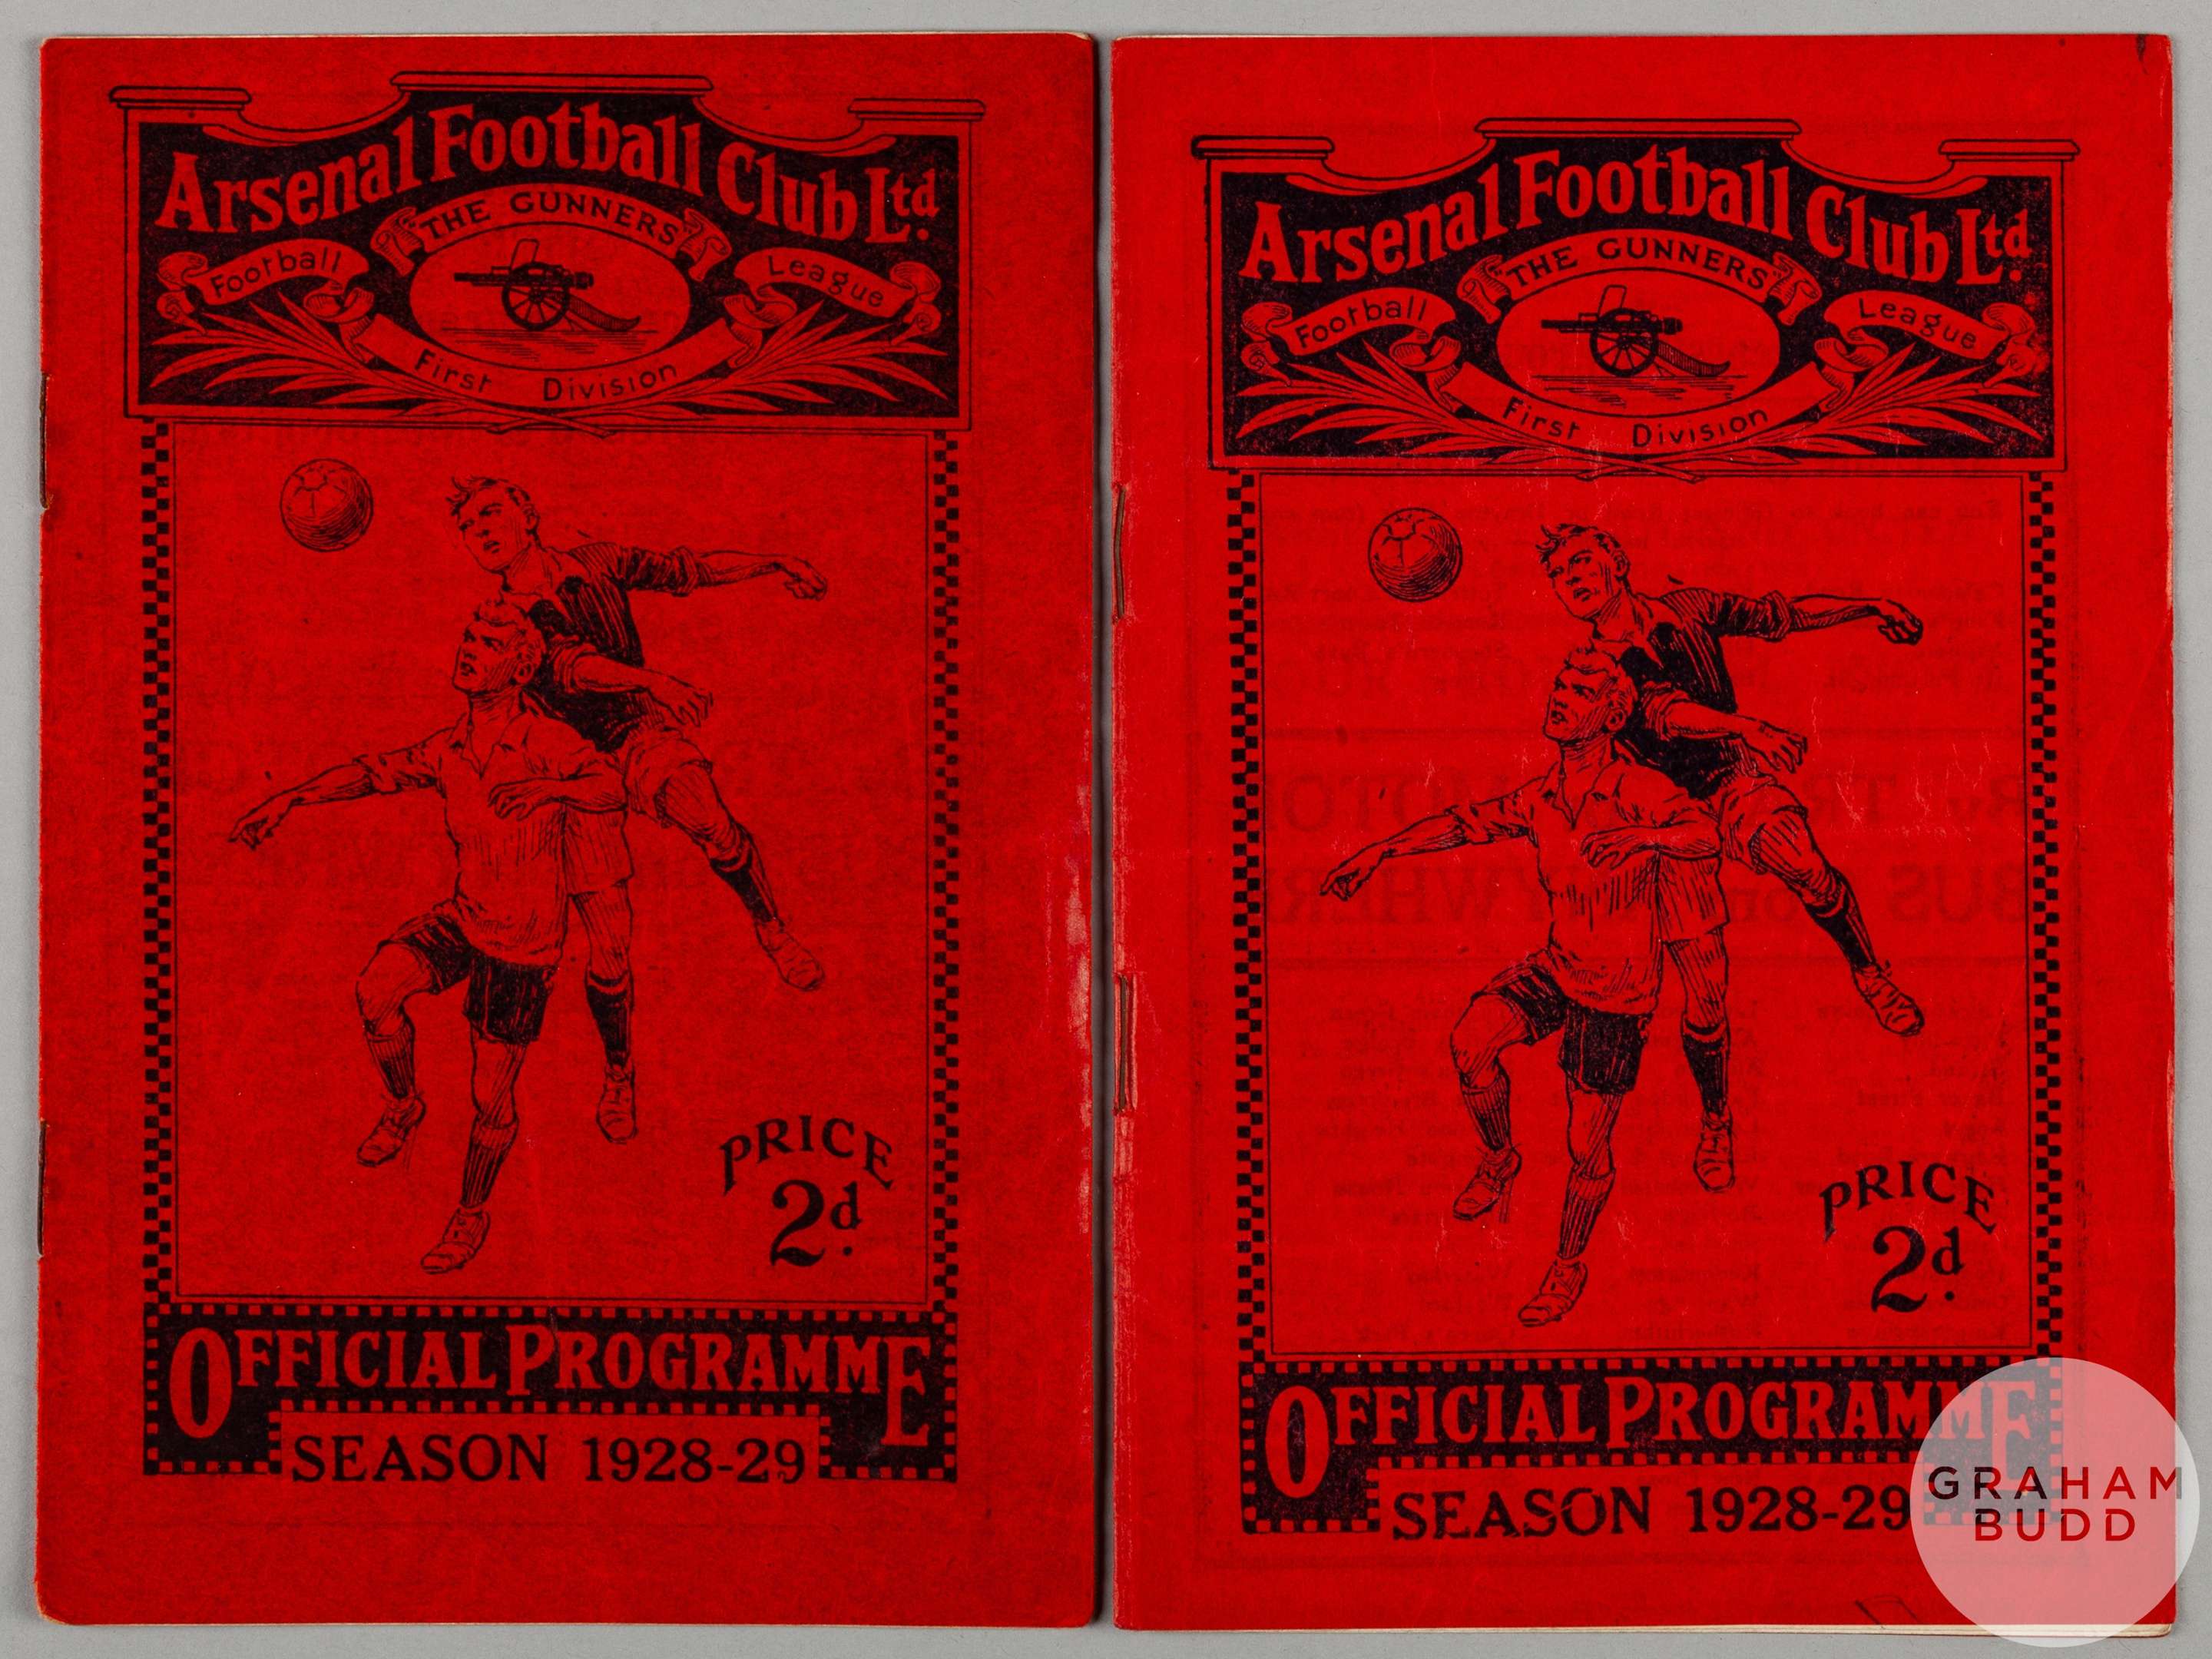 Arsenal Football Club Ltd.
THE GUNNERS
Football League
First Division
PRICE
2d.
OFFICIAL PROGRAMME
SEASON 1928-29
Arsenal Football Club Ltd.
"THE GUNNERS"
Football League
First Division
PRICE
2d.
OFFICIAL PROGRAMME
SEASON 1928-29
GRAHAM
BUDD